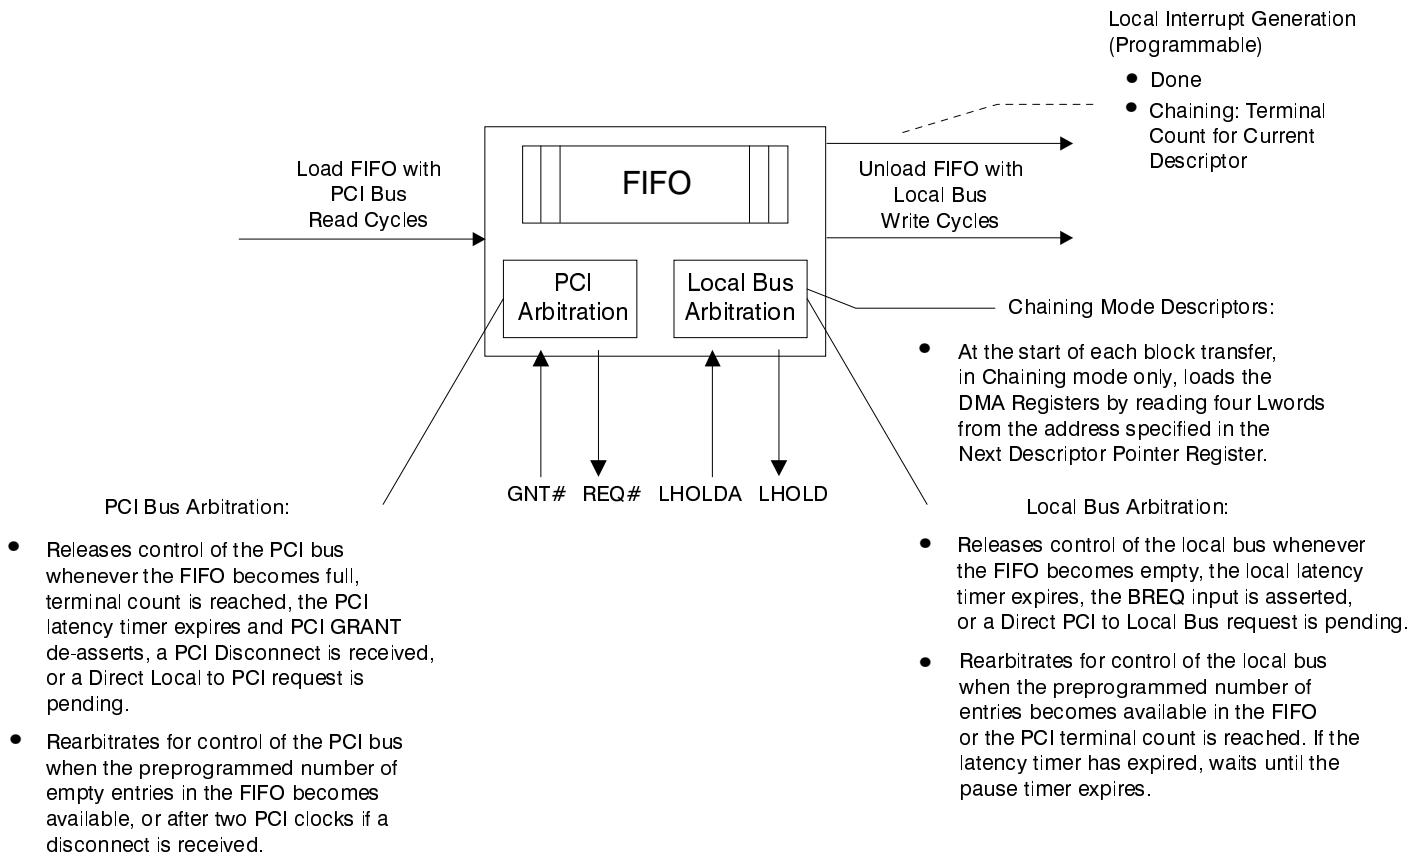 Local Interrupt Generation
(Programmable)
• Done
• Chaining: Terminal
Count for Current
Descriptor
Load FIFO with
PCI Bus
Read Cycles
FIFO
Unload FIFO with
Local Bus
Write Cycles
PCI
Arbitration
Local Bus
Arbitration
GNT# REQ# LHOLDA LHOLD
Chaining Mode Descriptors:
• At the start of each block transfer,
in Chaining mode only, loads the
DMA Registers by reading four Lwords
from the address specified in the
Next Descriptor Pointer Register.
PCI Bus Arbitration:
• Releases control of the PCI bus
whenever the FIFO becomes full,
terminal count is reached, the PCI
latency timer expires and PCI GRANT
de-asserts, a PCI Disconnect is received,
or a Direct Local to PCI request is
pending.
• Rearbitrates for control of the PCI bus
when the preprogrammed number of
empty entries in the FIFO becomes
available, or after two PCI clocks if a
disconnect is received.
Local Bus Arbitration:
• Releases control of the local bus whenever
the FIFO becomes empty, the local latency
timer expires, the BREQ input is asserted,
or a Direct PCI to Local Bus request is pending.
• Rearbitrates for control of the local bus
when the preprogrammed number of
entries becomes available in the FIFO
or the PCI terminal count is reached. If the
latency timer has expired, waits until the
pause timer expires.